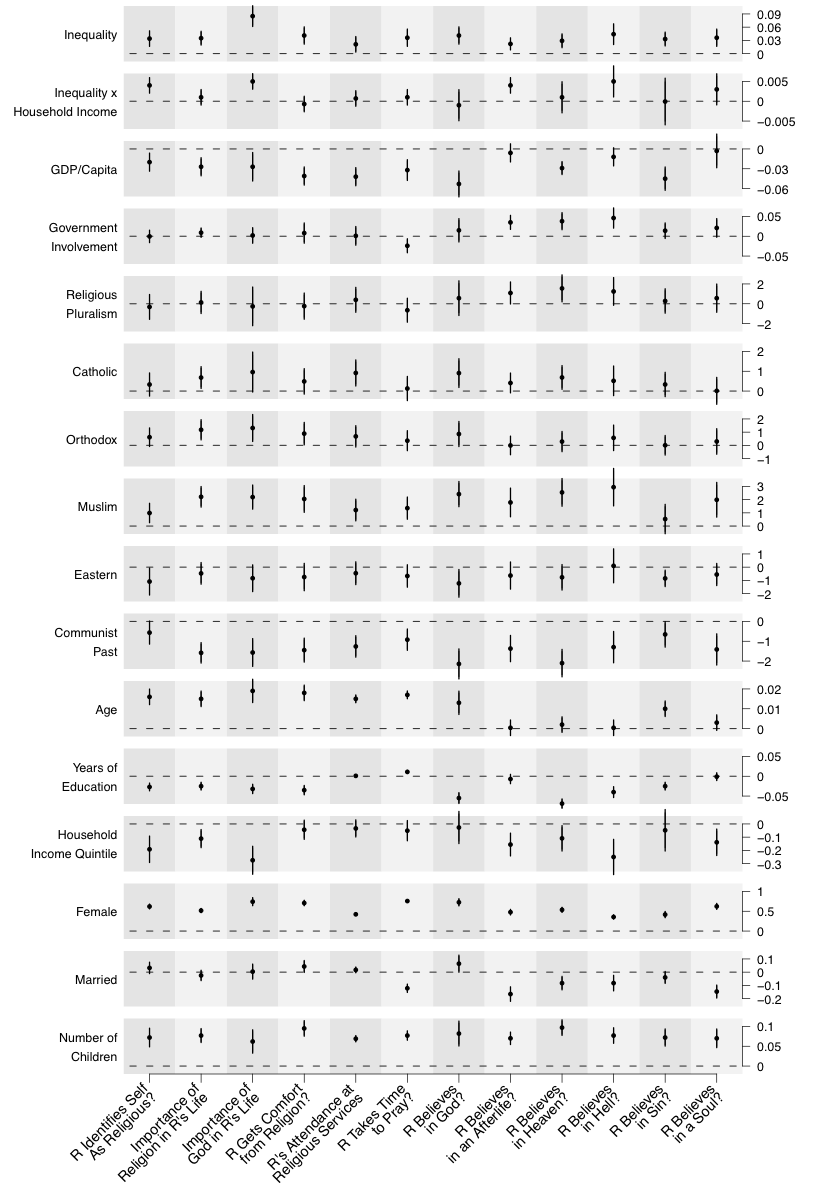 Inequality
0.09
0.06
0.03
0
Inequality x
Household Income
0.005
0
−0.005
GDP/Capita
0
−0.03
−0.06
Government
Involvement
0.05
0
−0.05
Religious
Pluralism
2
0
−2
Catholic
2
1
0
Orthodox
2
1
0
−1
Muslim
3
2
1
0
Eastern
1
0
−1
−2
Communist
Past
0
−1
−2
Age
0.02
0.01
0
Years of
Education
0.05
0
−0.05
Household
Income Quintile
0
−0.1
−0.2
−0.3
Female
1
0.5
0
Married
0.1
0
−0.1
−0.2
Number of
Children
0.1
0.05
0
R Identifies Self
As Religious?
Importance of
Religion in R's Life
Importance of
God in R's Life
R Gets Comfort
from Religion?
R's Attendance at
Religious Services
R Takes Time
to Pray?
R Believes
in God?
R Believes
in an Afterlife?
R Believes
in Heaven?
R Believes
in Hell?
R Believes
in Sin?
R Believes
in a Soul?